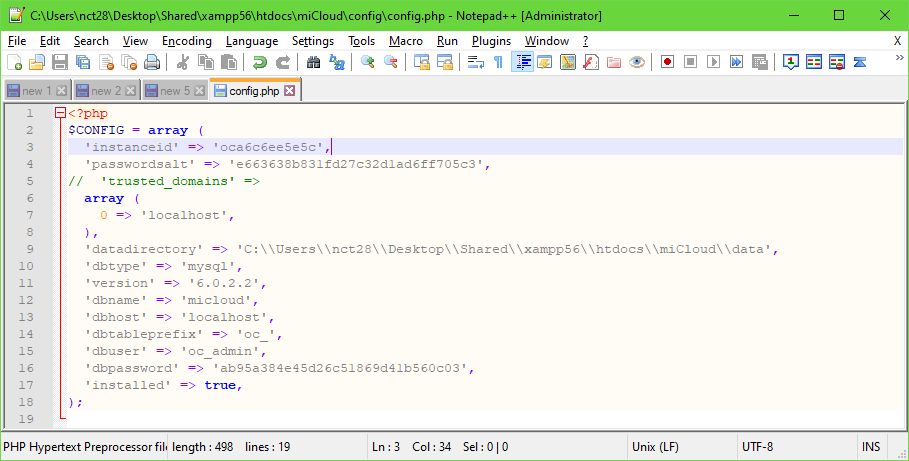 C:\Users\nct28\Desktop\Shared\xampp56\htdocs\miCloud\config\config.php - Notepad++ [Administrator]
File Edit Search View Encoding Language Settings Tools Macro Run Plugins Window ? X
new 1 new 2 new 5 config.php
1 <?php
2 $CONFIG = array (
3 'instanceid' => 'oca6c6ee5e5c',
4 'passwordsalt' => 'e663638b831fd27c32d1ad6ff705c3',
5 // 'trusted_domains' =>
6 array (
7 0 => 'localhost',
8 ),
9 'datadirectory' => 'C:\\Users\\nct28\\Desktop\\Shared\\xampp56\\htdocs\\miCloud\\data',
10 'dbtype' => 'mysql',
11 'version' => '6.0.2.2',
12 'dbname' => 'micloud',
13 'dbhost' => 'localhost',
14 'dbtableprefix' => 'oc_',
15 'dbuser' => 'oc_admin',
16 'dbpassword' => 'ab95a384e45d26c51869d41b560c03',
17 'installed' => true,
18 );
19
PHP Hypertext Preprocessor file length : 498 lines : 19 Ln : 3 Col : 34 Sel : 0 | 0 Unix (LF) UTF-8 INS